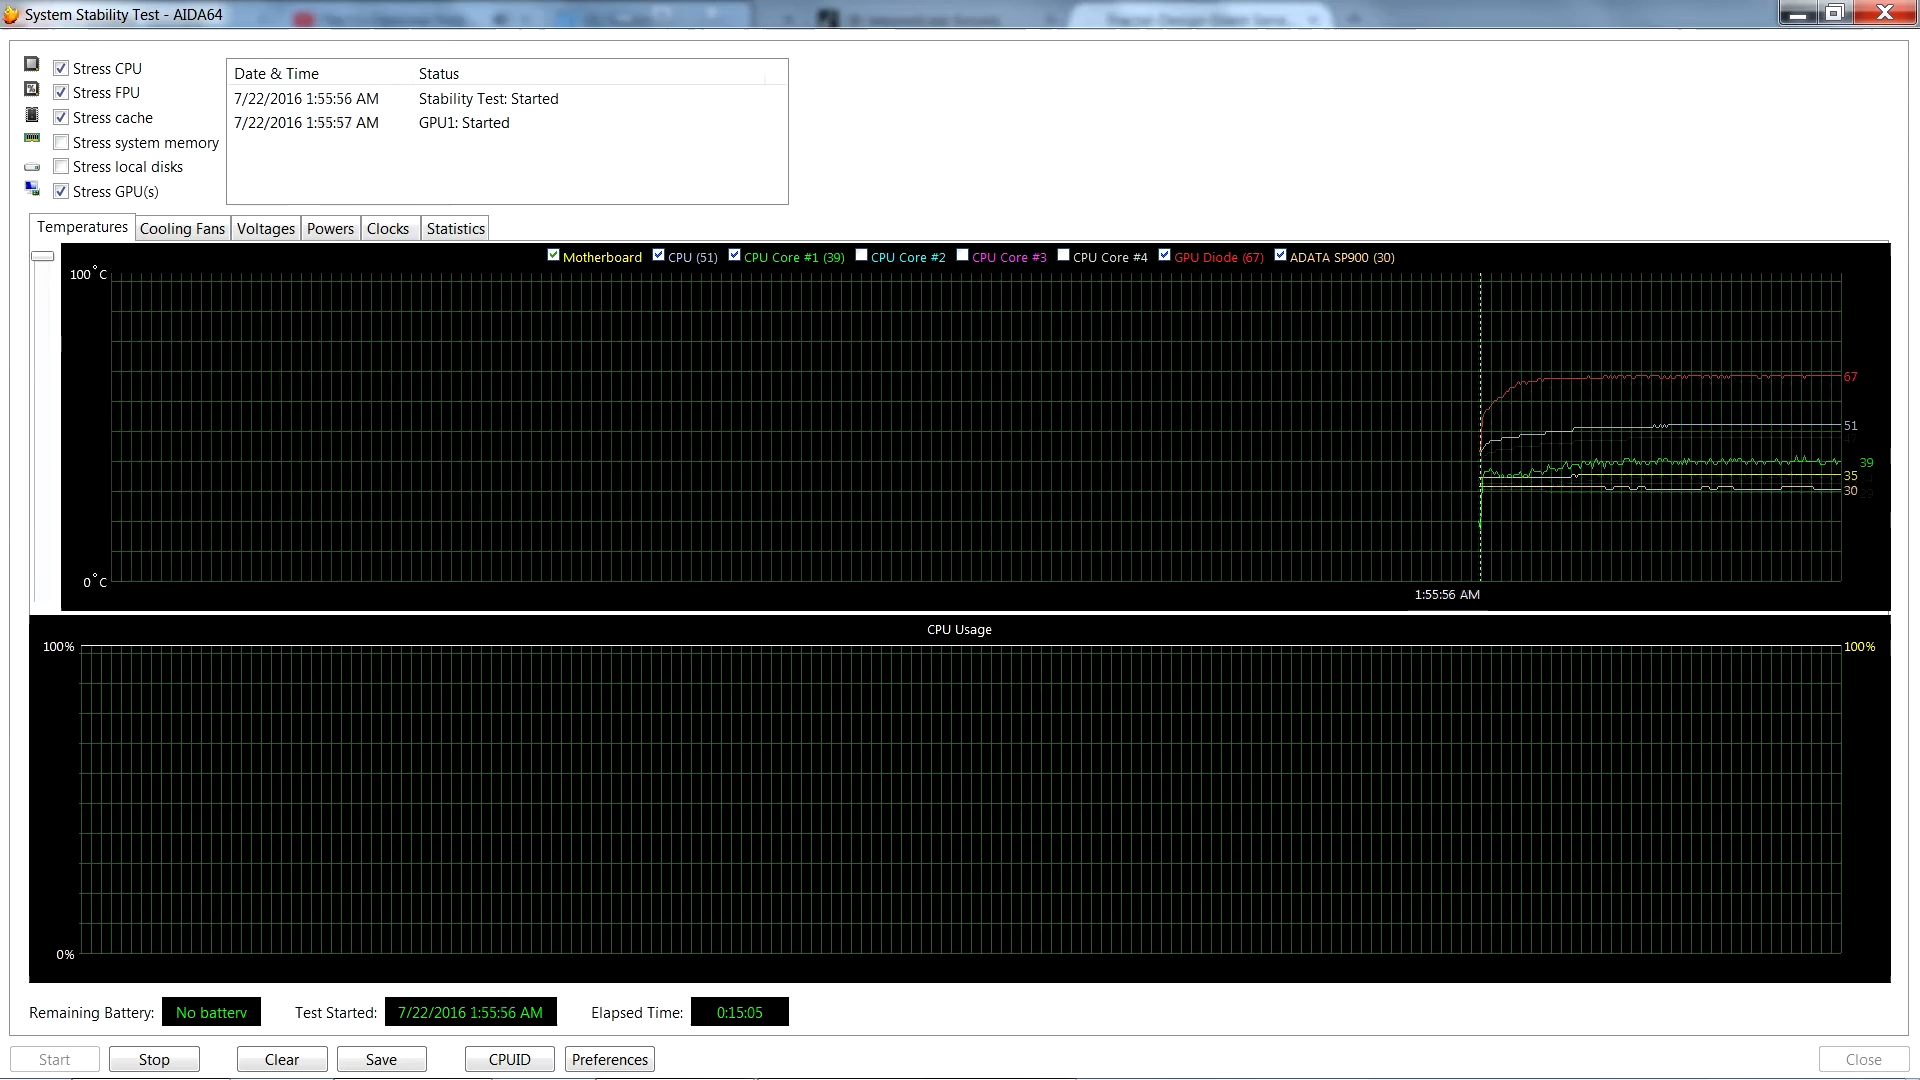 System Stability Test - AIDA64
Stress CPU
Stress FPU
Stress cache
Stress system memory
Stress local disks
Stress GPU(s)
Date & Time Status
7/22/2016 1:55:56 AM Stability Test: Started
7/22/2016 1:55:57 AM GPU1: Started
Temperatures Cooling Fans Voltages Powers Clocks Statistics
Motherboard CPU (51) CPU Core #1 (39) CPU Core #2 CPU Core #3 CPU Core #4 GPU Diode (67) ADATA SP900 (30)
100°C
67
51
39
35
30
0°C
1:55:56 AM
CPU Usage
100% 100%
0%
Remaining Battery: No battery Test Started: 7/22/2016 1:55:56 AM Elapsed Time: 0:15:05
Start Stop Clear Save CPUID Preferences Close